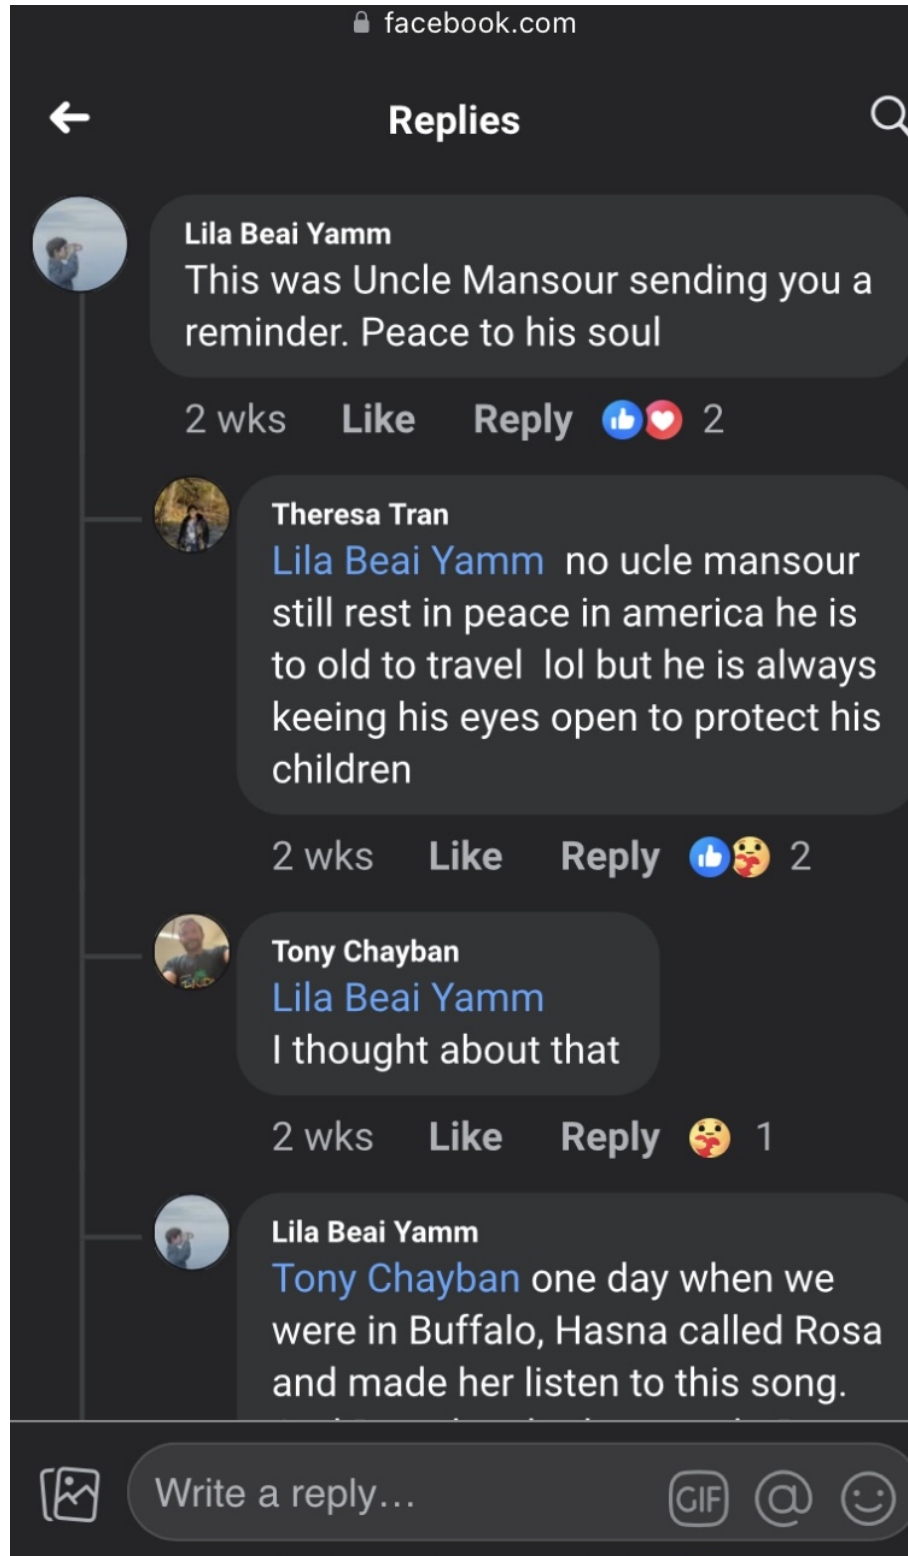 facebook.com
Replies
Lila Beai Yamm
This was Uncle Mansour sending you a
reminder. Peace to his soul
2 wks Like Reply 2
Theresa Tran
Lila Beai Yamm no ucle mansour
still rest in peace in america he is
to old to travel lol but he is always
keeing his eyes open to protect his
children
2 wks Like Reply 2
Tony Chayban
Lila Beai Yamm
I thought about that
2 wks Like Reply 1
Lila Beai Yamm
Tony Chayban one day when we
were in Buffalo, Hasna called Rosa
and made her listen to this song.
Write a reply...
GIF @